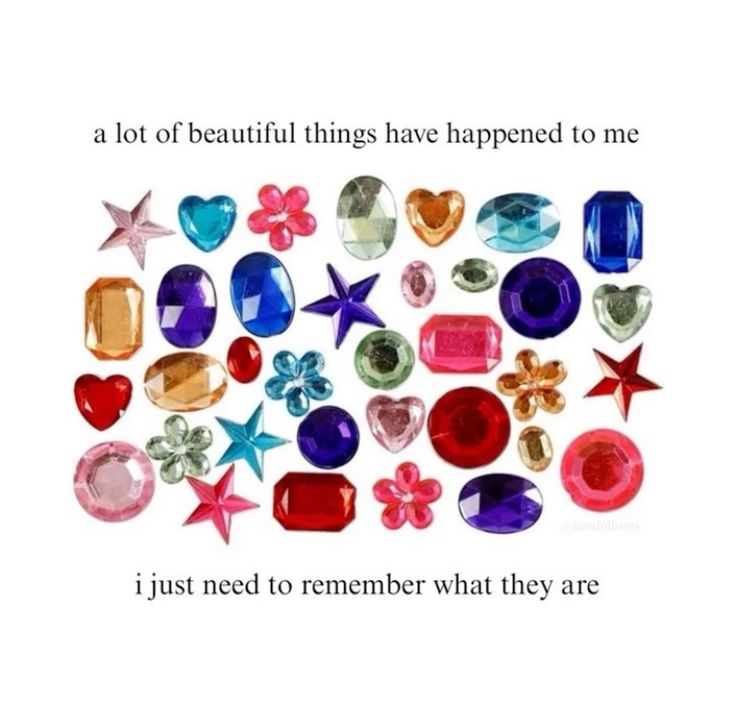 a lot of beautiful things have happened to me
@kendollisms
i just need to remember what they are